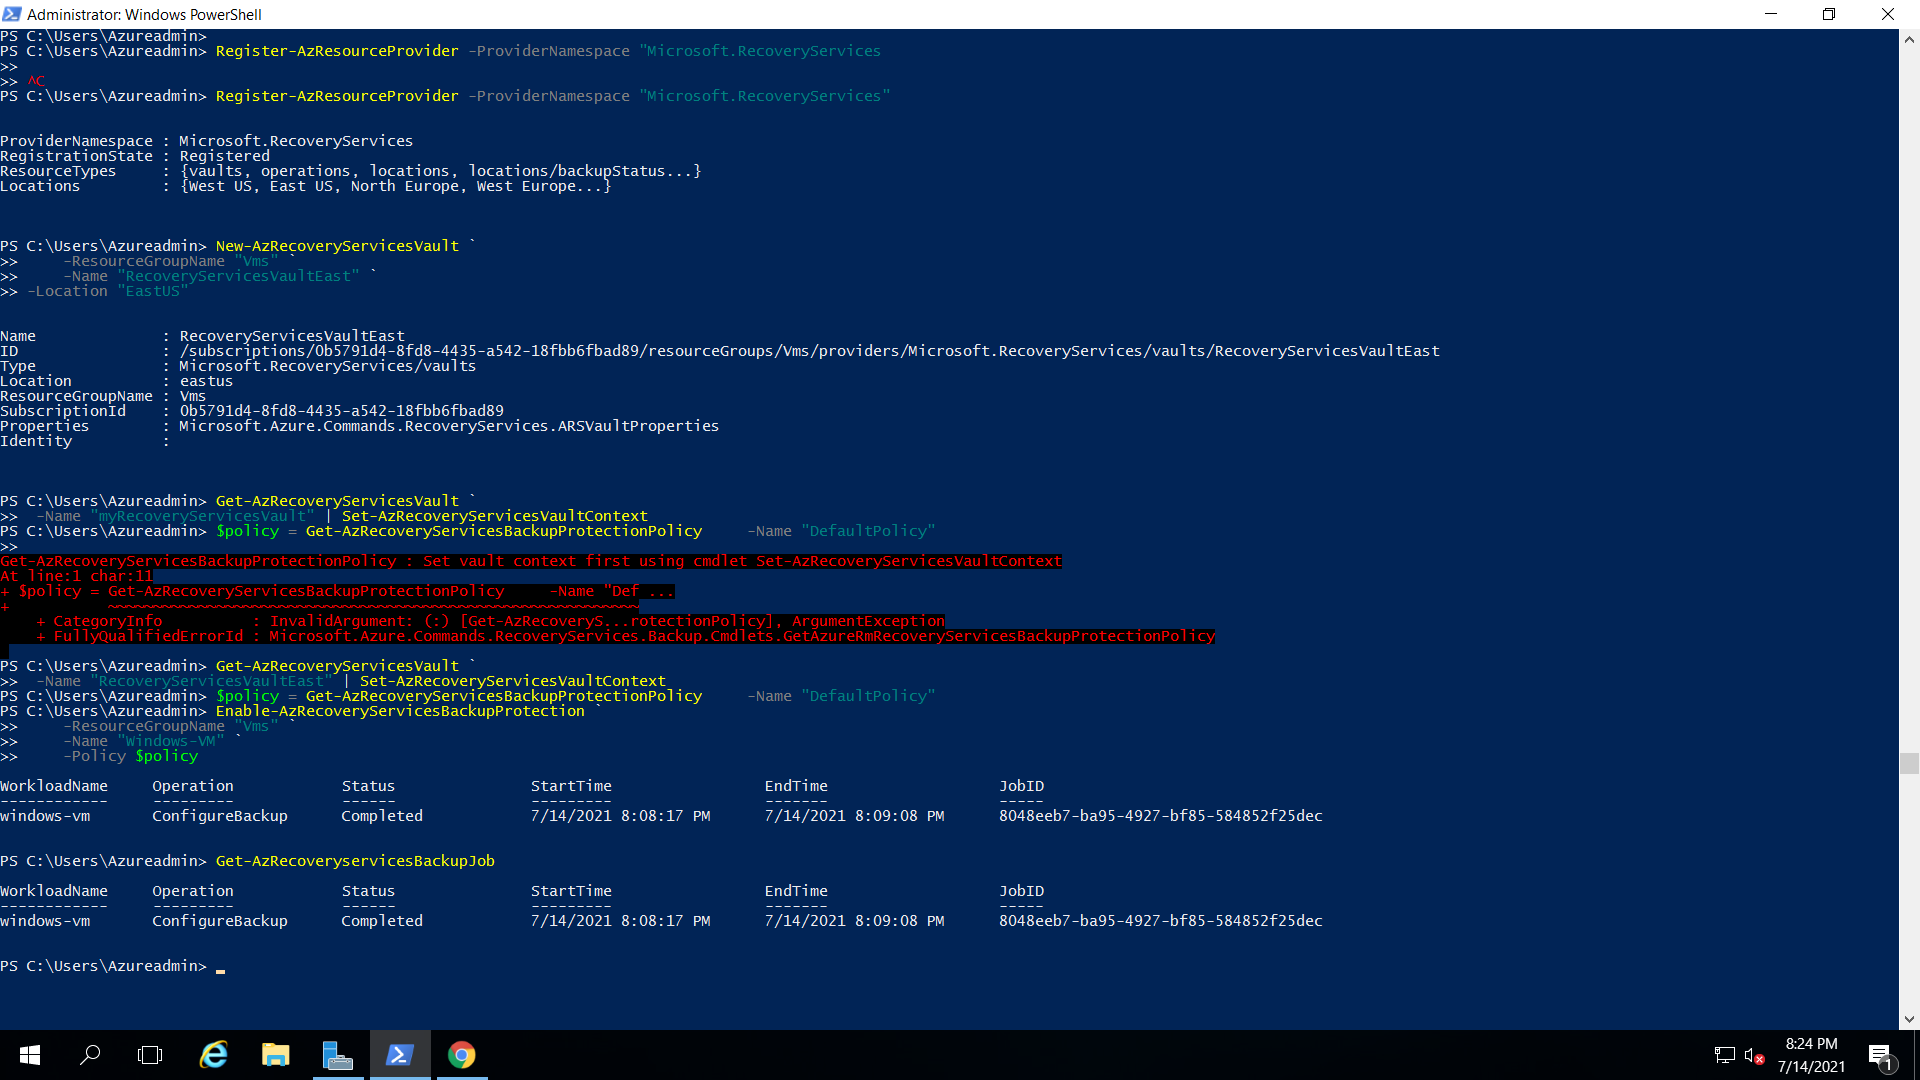 Administrator: Windows PowerShell
PS C:\Users\Azureadmin>
PS C:\Users\Azureadmin> Register-AzResourceProvider -ProviderNamespace "Microsoft.RecoveryServices
>>
>> ^C
PS C:\Users\Azureadmin> Register-AzResourceProvider -ProviderNamespace "Microsoft.RecoveryServices"
ProviderNamespace : Microsoft.RecoveryServices
RegistrationState : Registered
ResourceTypes     : {vaults, operations, locations, locations/backupStatus...}
Locations         : {West US, East US, North Europe, West Europe...}
PS C:\Users\Azureadmin> New-AzRecoveryServicesVault `
>>     -ResourceGroupName "Vms" `
>>     -Name "RecoveryServicesVaultEast" `
>> -Location "EastUS"
Name              : RecoveryServicesVaultEast
ID                : /subscriptions/0b5791d4-8fd8-4435-a542-18fbb6fbad89/resourceGroups/Vms/providers/Microsoft.RecoveryServices/vaults/RecoveryServicesVaultEast
Type              : Microsoft.RecoveryServices/vaults
Location          : eastus
ResourceGroupName : Vms
SubscriptionId    : 0b5791d4-8fd8-4435-a542-18fbb6fbad89
Properties        : Microsoft.Azure.Commands.RecoveryServices.ARSVaultProperties
Identity          :
PS C:\Users\Azureadmin> Get-AzRecoveryServicesVault `
>>  -Name "myRecoveryServicesVault" | Set-AzRecoveryServicesVaultContext
PS C:\Users\Azureadmin> $policy = Get-AzRecoveryServicesBackupProtectionPolicy     -Name "DefaultPolicy"
>>
Get-AzRecoveryServicesBackupProtectionPolicy : Set vault context first using cmdlet Set-AzRecoveryServicesVaultContext
At line:1 char:11
+ $policy = Get-AzRecoveryServicesBackupProtectionPolicy     -Name "Def ...
+           ~~~~~~~~~~~~~~~~~~~~~~~~~~~~~~~~~~~~~~~~~~~~~~~~~~~~~~~~~~~
    + CategoryInfo          : InvalidArgument: (:) [Get-AzRecoveryS...rotectionPolicy], ArgumentException
    + FullyQualifiedErrorId : Microsoft.Azure.Commands.RecoveryServices.Backup.Cmdlets.GetAzureRmRecoveryServicesBackupProtectionPolicy
PS C:\Users\Azureadmin> Get-AzRecoveryServicesVault `
>>  -Name "RecoveryServicesVaultEast" | Set-AzRecoveryServicesVaultContext
PS C:\Users\Azureadmin> $policy = Get-AzRecoveryServicesBackupProtectionPolicy     -Name "DefaultPolicy"
PS C:\Users\Azureadmin> Enable-AzRecoveryServicesBackupProtection `
>>     -ResourceGroupName "Vms" `
>>     -Name "Windows-VM" `
>>     -Policy $policy
WorkloadName     Operation            Status               StartTime                 EndTime                   JobID
------------     ---------            ------               ---------                 -------                   -----
windows-vm       ConfigureBackup      Completed            7/14/2021 8:08:17 PM      7/14/2021 8:09:08 PM      8048eeb7-ba95-4927-bf85-584852f25dec
PS C:\Users\Azureadmin> Get-AzRecoveryservicesBackupJob
WorkloadName     Operation            Status               StartTime                 EndTime                   JobID
------------     ---------            ------               ---------                 -------                   -----
windows-vm       ConfigureBackup      Completed            7/14/2021 8:08:17 PM      7/14/2021 8:09:08 PM      8048eeb7-ba95-4927-bf85-584852f25dec
PS C:\Users\Azureadmin> _
8:24 PM
7/14/2021
1